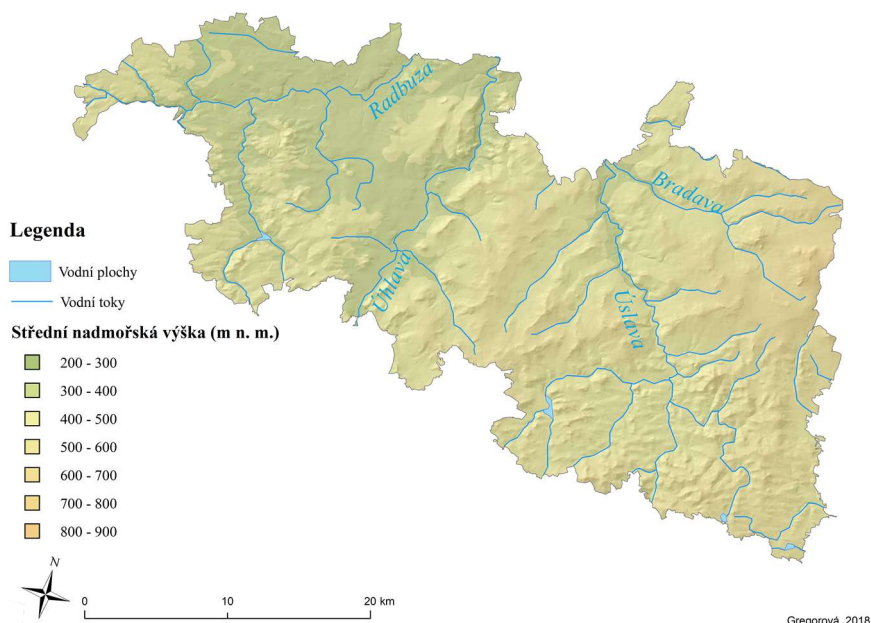 Radbuza
Bradava
Úhlava
Úslava
Legenda
Vodní plochy
Vodní toky
Střední nadmořská výška (m n. m.)
200 - 300
300 - 400
400 - 500
500 - 600
600 - 700
700 - 800
800 - 900
N
0 10 20 km
Gregorová, 2018